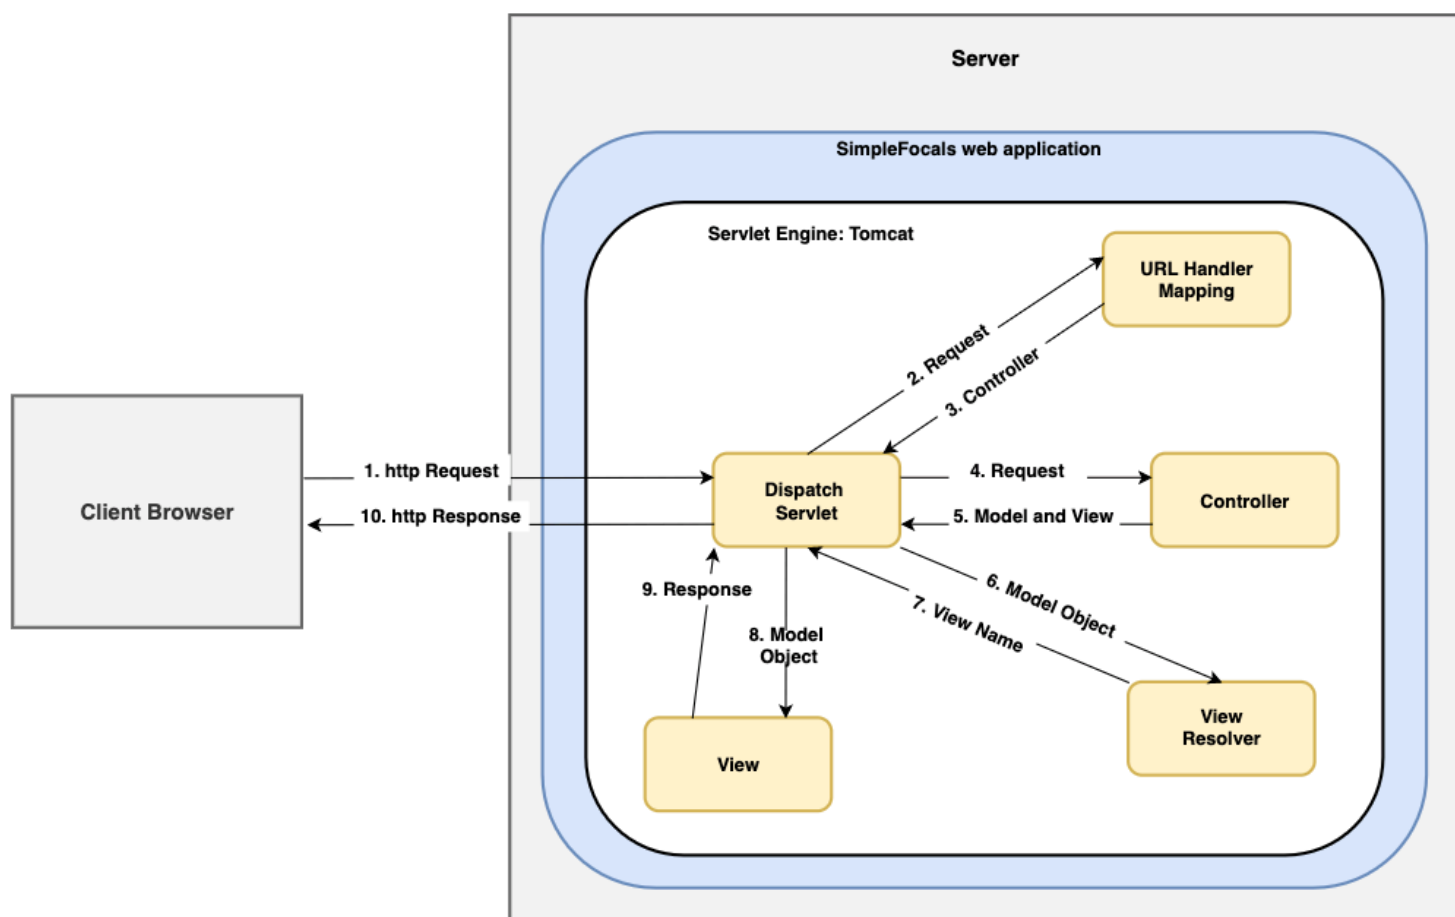 Server
SimpleFocals web application
Servlet Engine: Tomcat
URL Handler
Mapping
2. Request
3. Controller
1. http Request
4. Request
Dispatch
Servlet
Controller
Client Browser
10. http Response
5. Model and View
9. Response
6. Model Object
7. View Name
8. Model
Object
View
Resolver
View